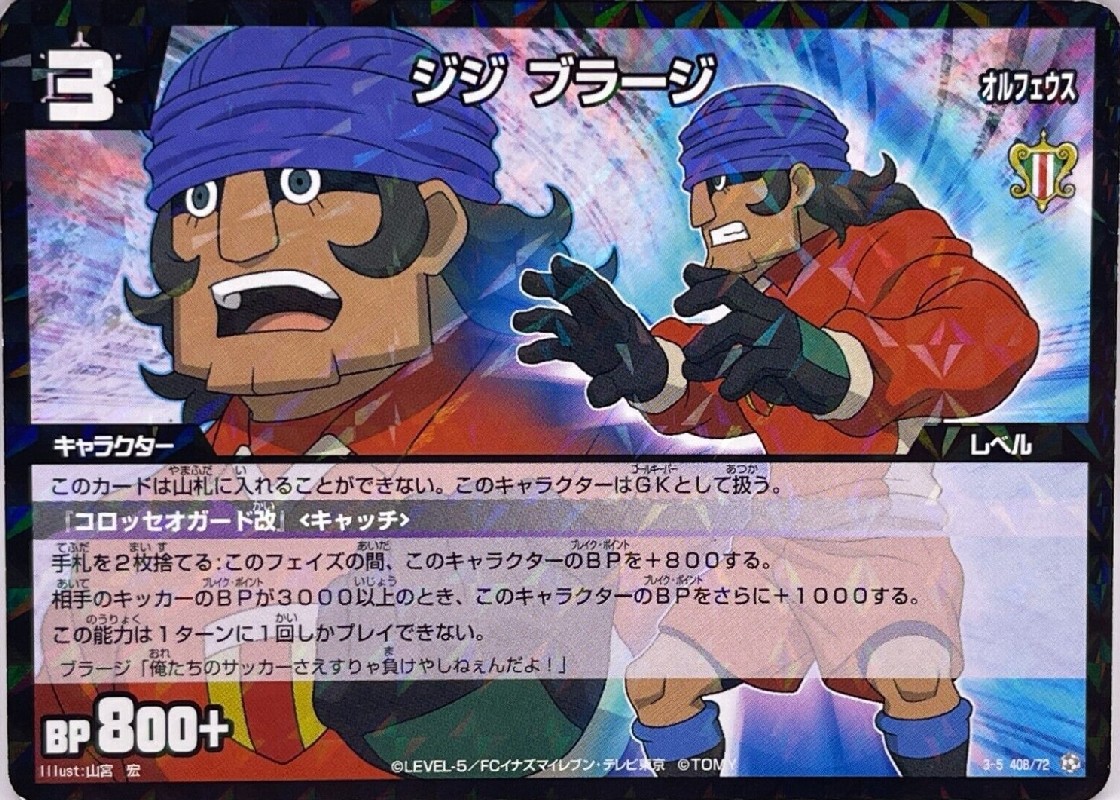 3
ジジ ブラージ
オルフェウス
キャラクター
レベル
このカードは山札に入れることができない。このキャラクターはGKとして扱う。
『コロッセオガード改』<キャッチ>
手札を2枚捨てる:このフェイズの間、このキャラクターのBPを+800する。
相手のキッカーのBPが3000以上のとき、このキャラクターのBPをさらに+1000する。
この能力は1ターンに1回しかプレイできない。
ブラージ「俺たちのサッカーさえすりゃ負けやしねぇんだよ!」
BP 800+
Illust:山宮 宏
©LEVEL-5/FCイナズマイレブン・テレビ東京 ©TOMY
3-5 40B/72